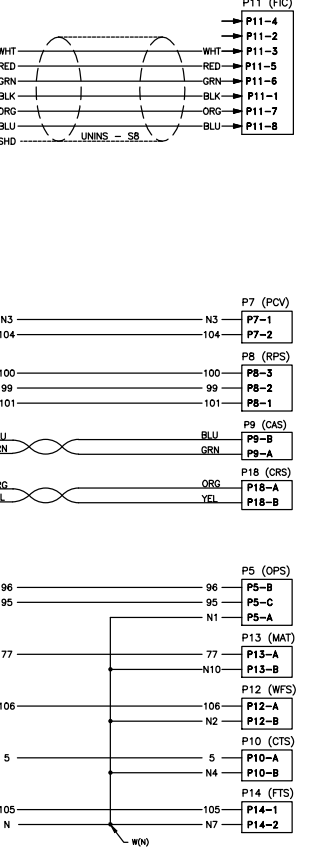 P11 (FIC)
P11-4
P11-2
WHT WHT P11-3
RED RED P11-5
GRN GRN P11-6
BLK BLK P11-1
ORG ORG P11-7
BLU BLU P11-8
SHD UNINS - S8
P7 (PCV)
N3 N3 P7-1
104 104 P7-2
P8 (RPS)
100 100 P8-3
99 99 P8-2
101 101 P8-1
P9 (CAS)
BLU P9-B
GRN P9-A
P18 (CRS)
ORG P18-A
YEL P18-B
P5 (OPS)
96 96 P5-B
95 95 P5-C
N1 P5-A
P13 (MAT)
77 77 P13-A
N10 P13-B
P12 (WFS)
106 106 P12-A
N2 P12-B
P10 (CTS)
5 5 P10-A
N4 P10-B
P14 (FTS)
105 105 P14-1
N N7 P14-2
W(N)